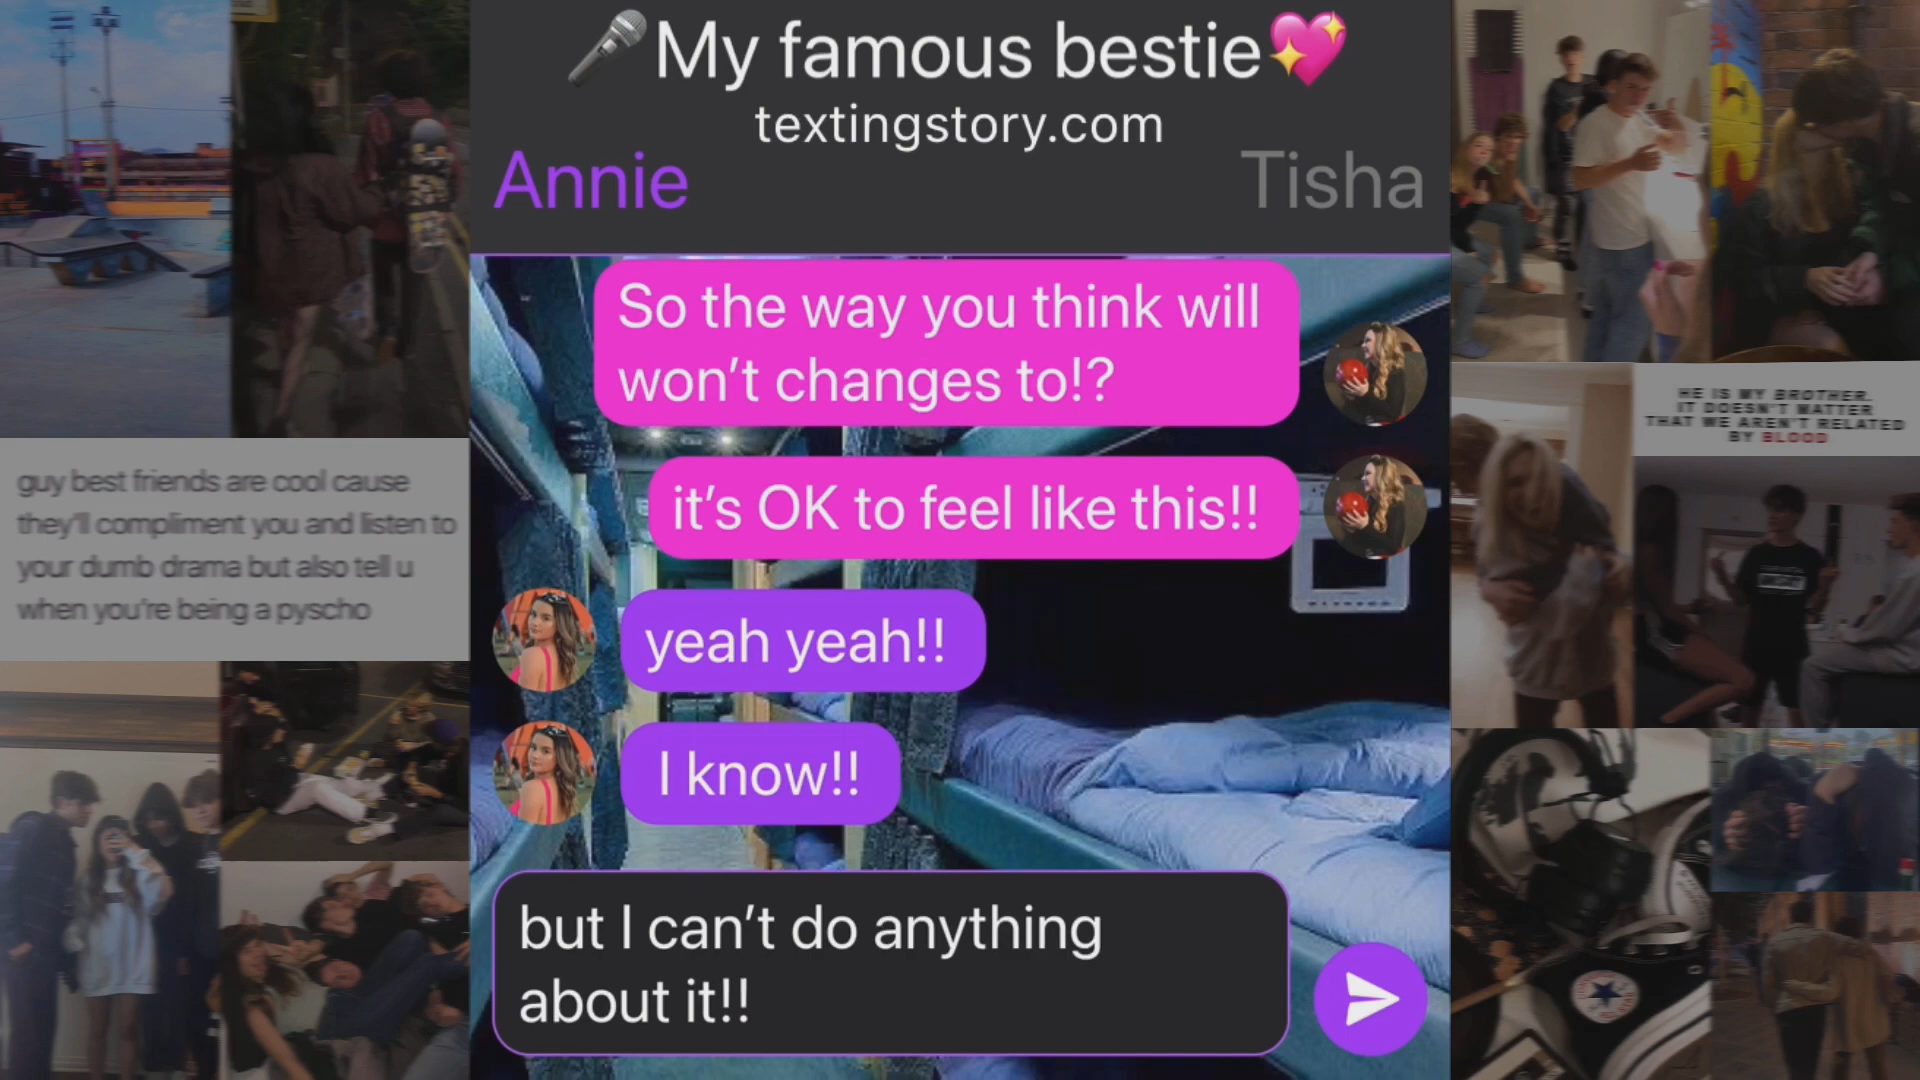 🎤My famous bestie💖
textingstory.com
Annie
Tisha
So the way you think will
won't changes to!?
it's OK to feel like this!!
yeah yeah!!
I know!!
but I can't do anything
about it!!
guy best friends are cool cause
they'll compliment you and listen to
your dumb drama but also tell u
when you're being a pyscho
HE IS MY BROTHER.
IT DOESN'T MATTER
THAT WE AREN'T RELATED
BY BLOOD